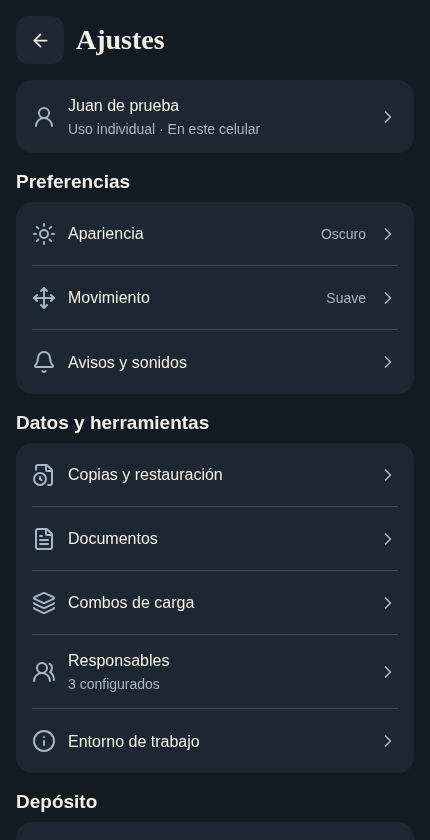 Ajustes
Juan de prueba
Uso individual · En este celular
Preferencias
Apariencia Oscuro
Movimiento Suave
Avisos y sonidos
Datos y herramientas
Copias y restauración
Documentos
Combos de carga
Responsables
3 configurados
Entorno de trabajo
Depósito